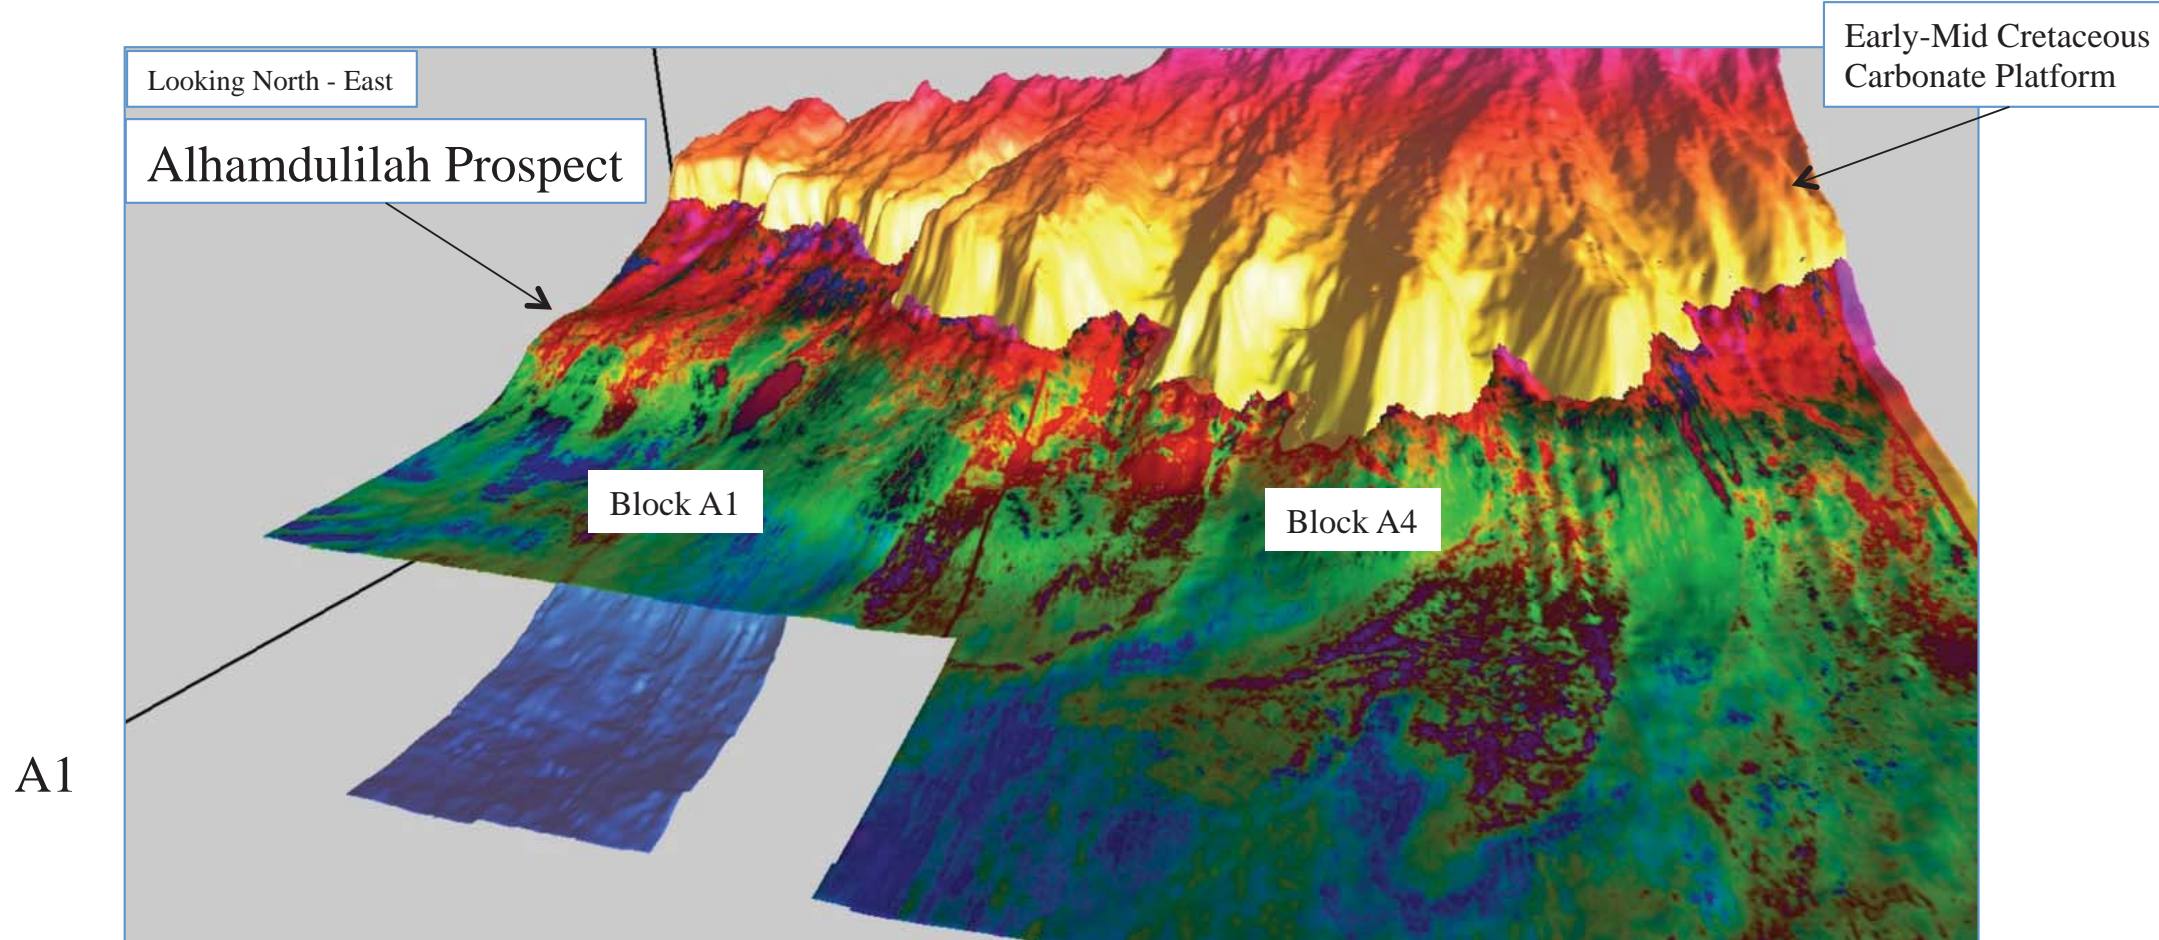 Early-Mid Cretaceous
Carbonate Platform
Looking North - East
Alhamdulilah Prospect
Block A1
Block A4
A1